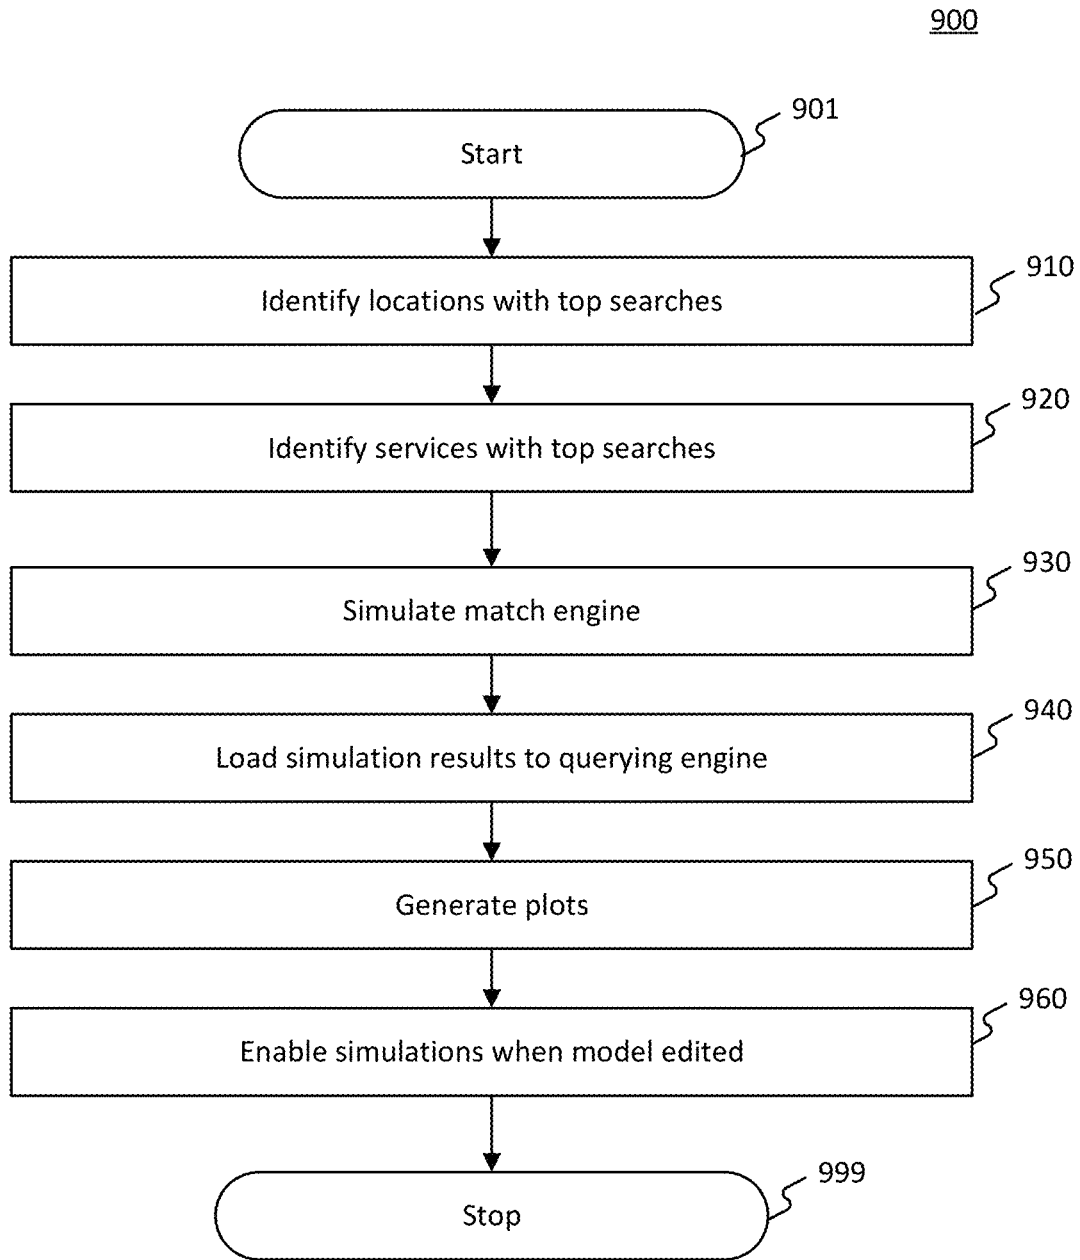 900
901
Start
910
Identify locations with top searches
920
Identify services with top searches
930
Simulate match engine
940
Load simulation results to querying engine
950
Generate plots
960
Enable simulations when model edited
999
Stop